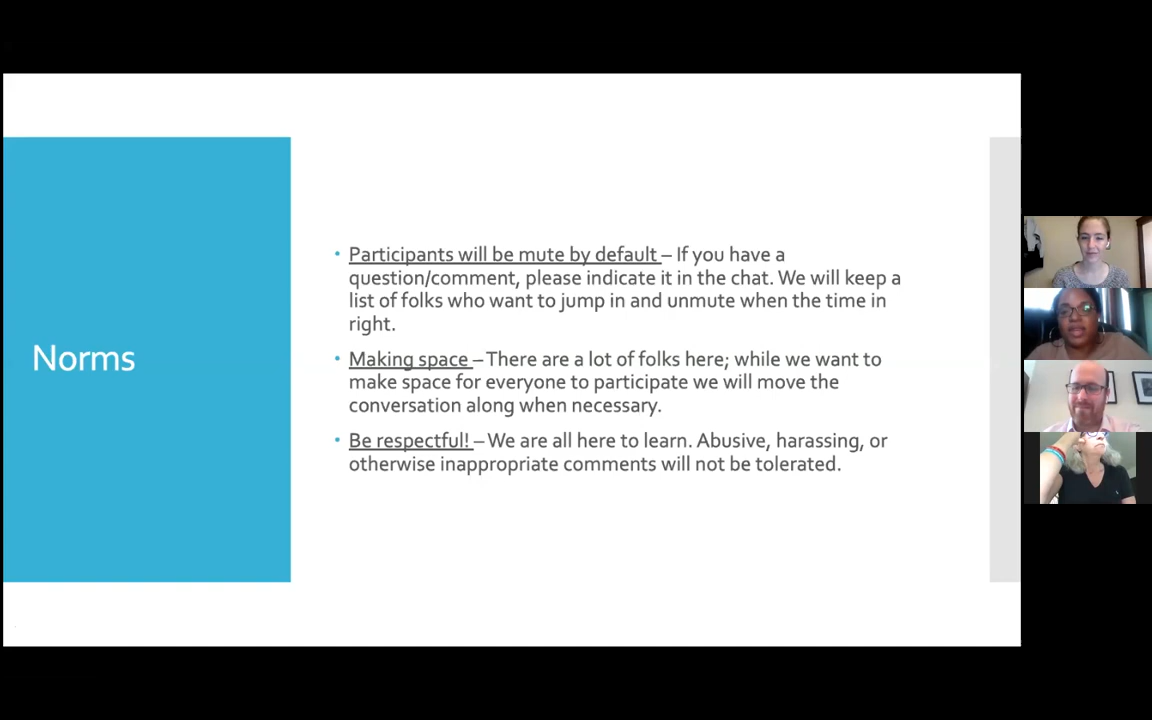 Norms
• Participants will be mute by default – If you have a
question/comment, please indicate it in the chat. We will keep a
list of folks who want to jump in and unmute when the time in
right.
• Making space – There are a lot of folks here; while we want to
make space for everyone to participate we will move the
conversation along when necessary.
• Be respectful! – We are all here to learn. Abusive, harassing, or
otherwise inappropriate comments will not be tolerated.